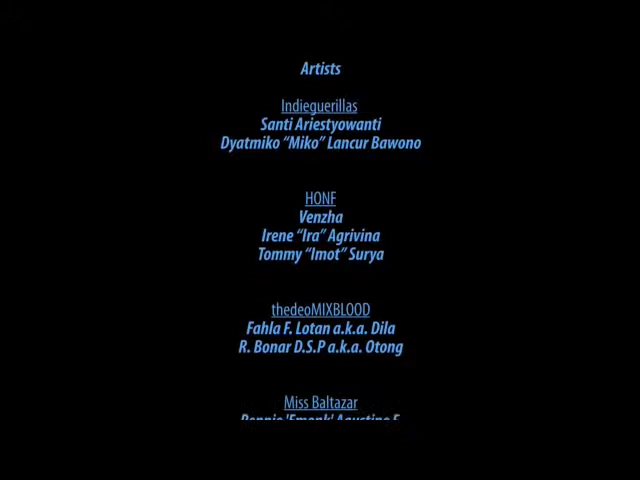 Artists
Indieguerillas
Santi Ariestyowanti
Dyatmiko “Miko” Lancur Bawono
HONF
Venzha
Irene “Ira” Agrivina
Tommy “Imot” Surya
thedeoMIXBLOOD
Fahla F. Lotan a.k.a. Dila
R. Bonar D.S.P a.k.a. Otong
Miss Baltazar